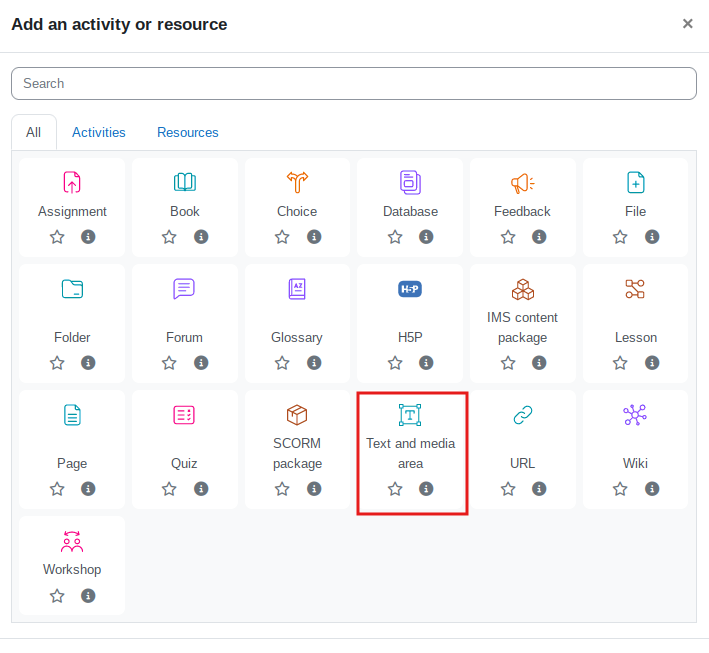 Add an activity or resource ×
Search
All Activities Resources
Assignment Book Choice Database Feedback File
Folder Forum AZ Glossary H-P H5P IMS content package Lesson
Page Quiz SCORM package T Text and media area URL Wiki
Workshop